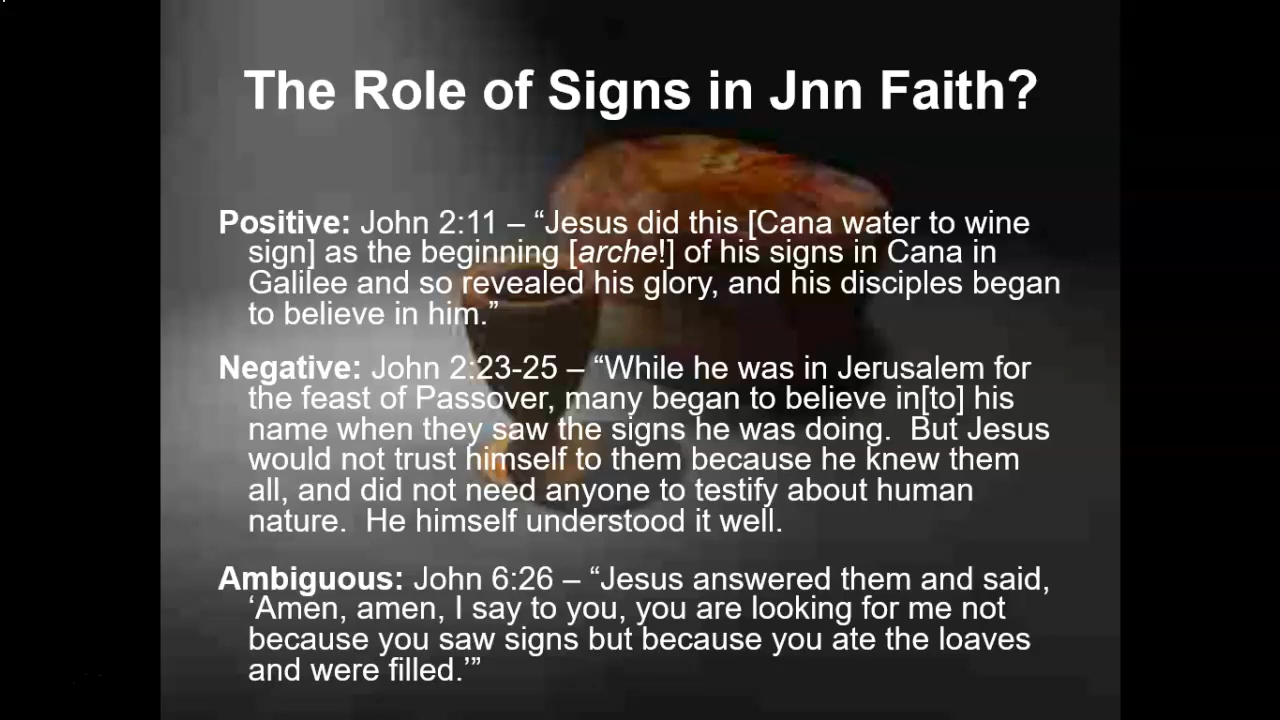 The Role of Signs in Jnn Faith?
Positive: John 2:11 – “Jesus did this [Cana water to wine
sign] as the beginning [arche!] of his signs in Cana in
Galilee and so revealed his glory, and his disciples began
to believe in him.”
Negative: John 2:23-25 – “While he was in Jerusalem for
the feast of Passover, many began to believe in[to] his
name when they saw the signs he was doing.  But Jesus
would not trust himself to them because he knew them
all, and did not need anyone to testify about human
nature.  He himself understood it well.
Ambiguous: John 6:26 – “Jesus answered them and said,
‘Amen, amen, I say to you, you are looking for me not
because you saw signs but because you ate the loaves
and were filled.’”